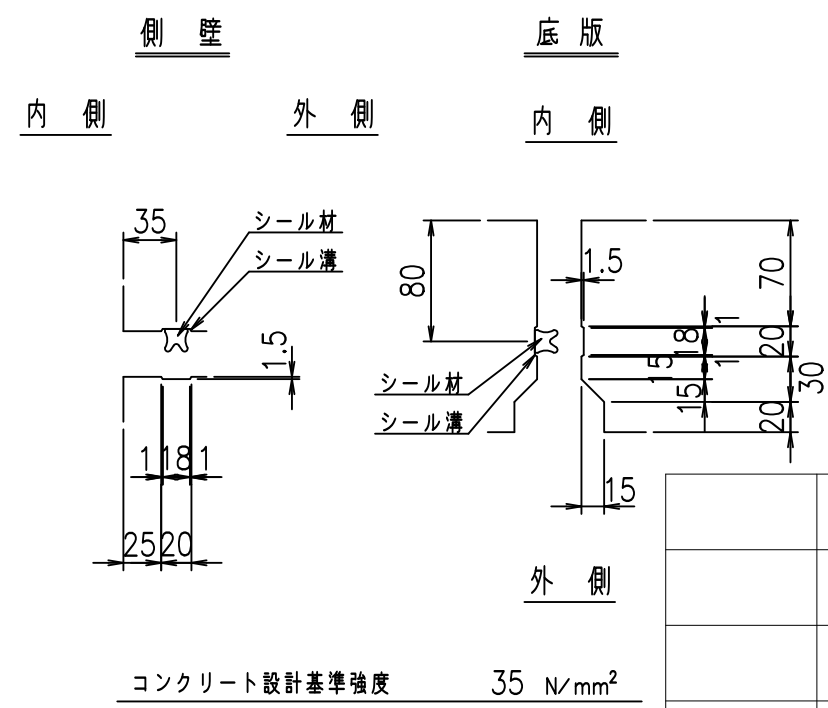 側 壁
底 版
内 側
外 側
内 側
35
シール材
シール溝
1.5
1 18 1
25 20
80
1.5
70
1
18
20
1
15
30
15
20
シール材
シール溝
15
外 側
コンクリート設計基準強度 35 N/mm²